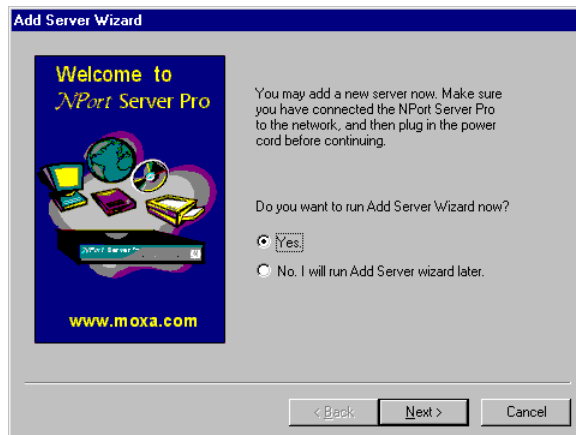 Add Server Wizard
Welcome to
NPort Server Pro
You may add a new server now. Make sure
you have connected the NPort Server Pro
to the network, and then plug in the power
cord before continuing.
Do you want to run Add Server Wizard now?
Yes.
No. I will run Add Server wizard later.
www.moxa.com
< Back
Next >
Cancel